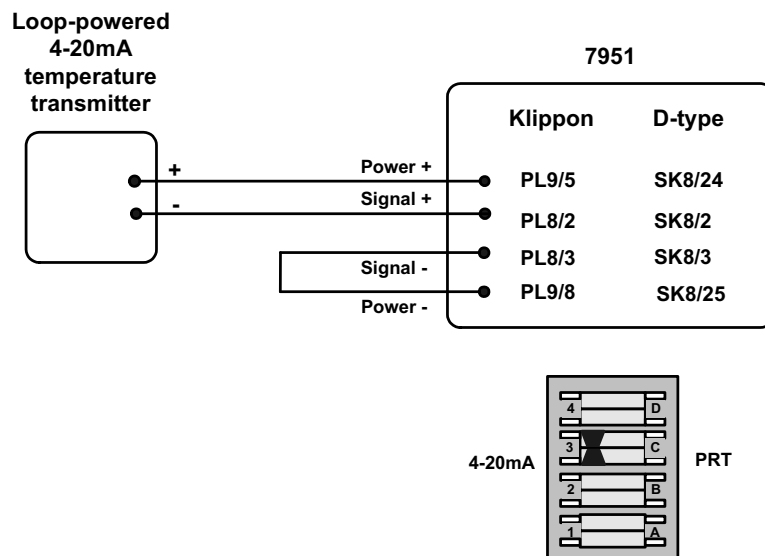 Loop-powered
4-20mA
temperature
transmitter
7951
Klippon D-type
+ Power + PL9/5 SK8/24
- Signal + PL8/2 SK8/2
Signal - PL8/3 SK8/3
Power - PL9/8 SK8/25
4 D
4-20mA 3 C PRT
2 B
1 A